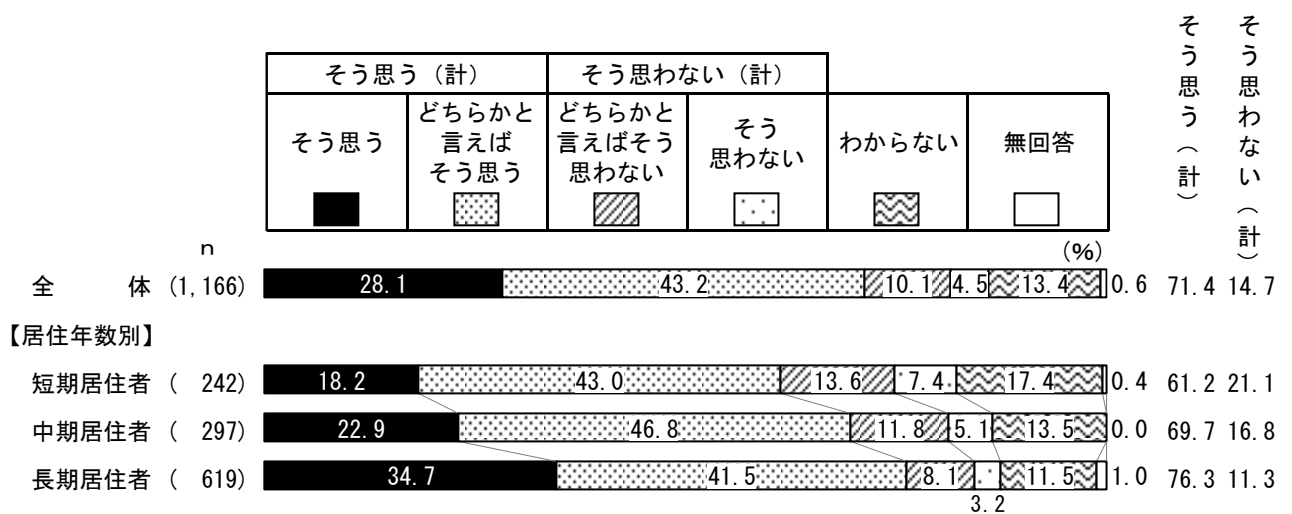 そう思う（計） そう思わない（計）
そう思う（計） そう思わない（計）
そう思う どちらかと言えばそう思う どちらかと言えばそう思わない そう思わない わからない 無回答
n (%)
全　体 (1,166) 28.1 43.2 10.1 4.5 13.4 0.6 71.4 14.7
【居住年数別】
短期居住者 ( 242) 18.2 43.0 13.6 7.4 17.4 0.4 61.2 21.1
中期居住者 ( 297) 22.9 46.8 11.8 5.1 13.5 0.0 69.7 16.8
長期居住者 ( 619) 34.7 41.5 8.1 3.2 11.5 1.0 76.3 11.3